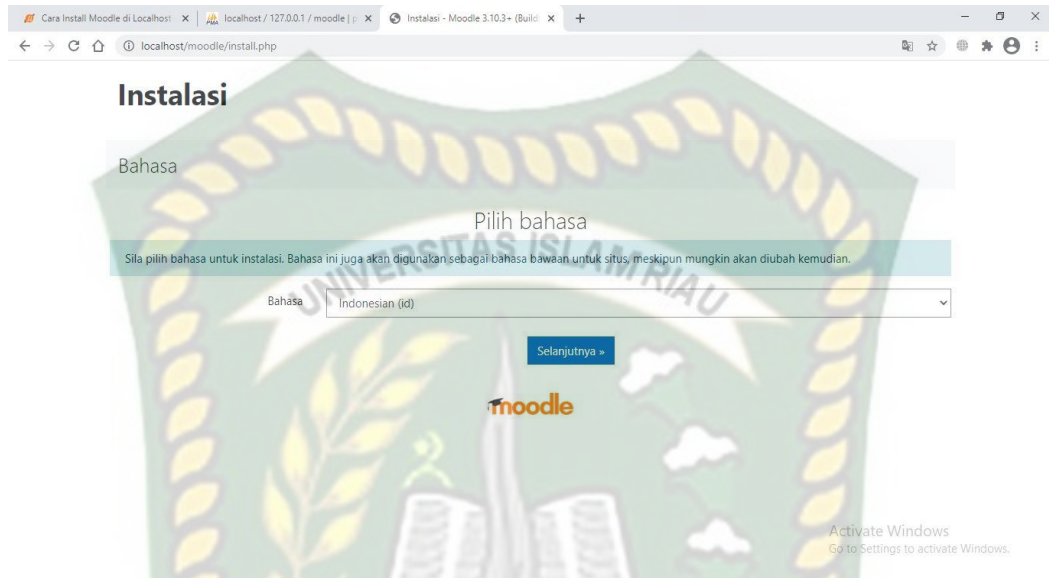 Cara Install Moodle di Localhost
localhost / 127.0.0.1 / moodle | p
Instalasi - Moodle 3.10.3+ (Build:
localhost/moodle/install.php
Instalasi
Bahasa
Pilih bahasa
UNIVERSITAS ISLAM RIAU
Sila pilih bahasa untuk instalasi. Bahasa ini juga akan digunakan sebagai bahasa bawaan untuk situs, meskipun mungkin akan diubah kemudian.
Bahasa
Indonesian (id)
Selanjutnya »
moodle
Activate Windows
Go to Settings to activate Windows.